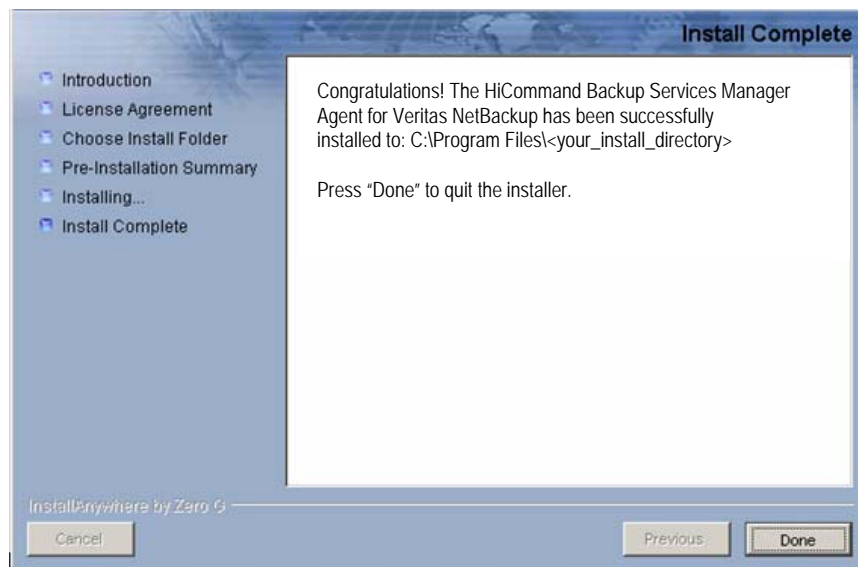 Install Complete
Introduction
License Agreement
Choose Install Folder
Pre-Installation Summary
Installing...
Install Complete
Congratulations! The HiCommand Backup Services Manager
Agent for Veritas NetBackup has been successfully
installed to: C:\Program Files\<your_install_directory>
Press “Done” to quit the installer.
InstallAnywhere by Zero G
Cancel
Previous
Done